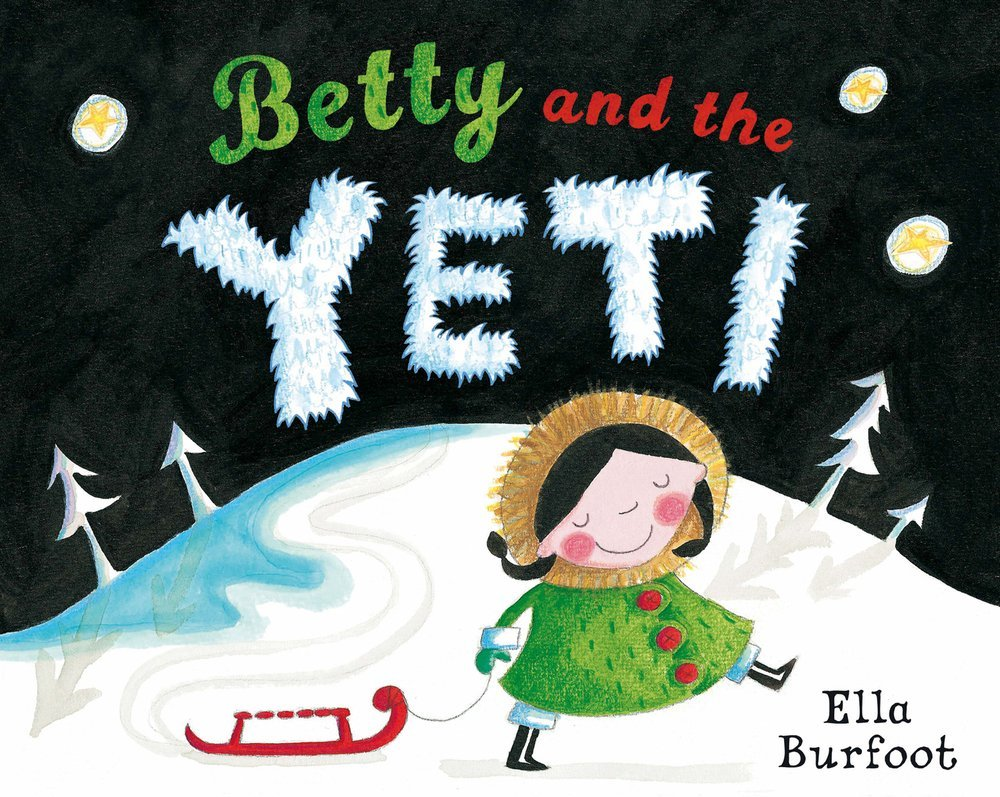 Betty and the
YETI
Ella
Burfoot